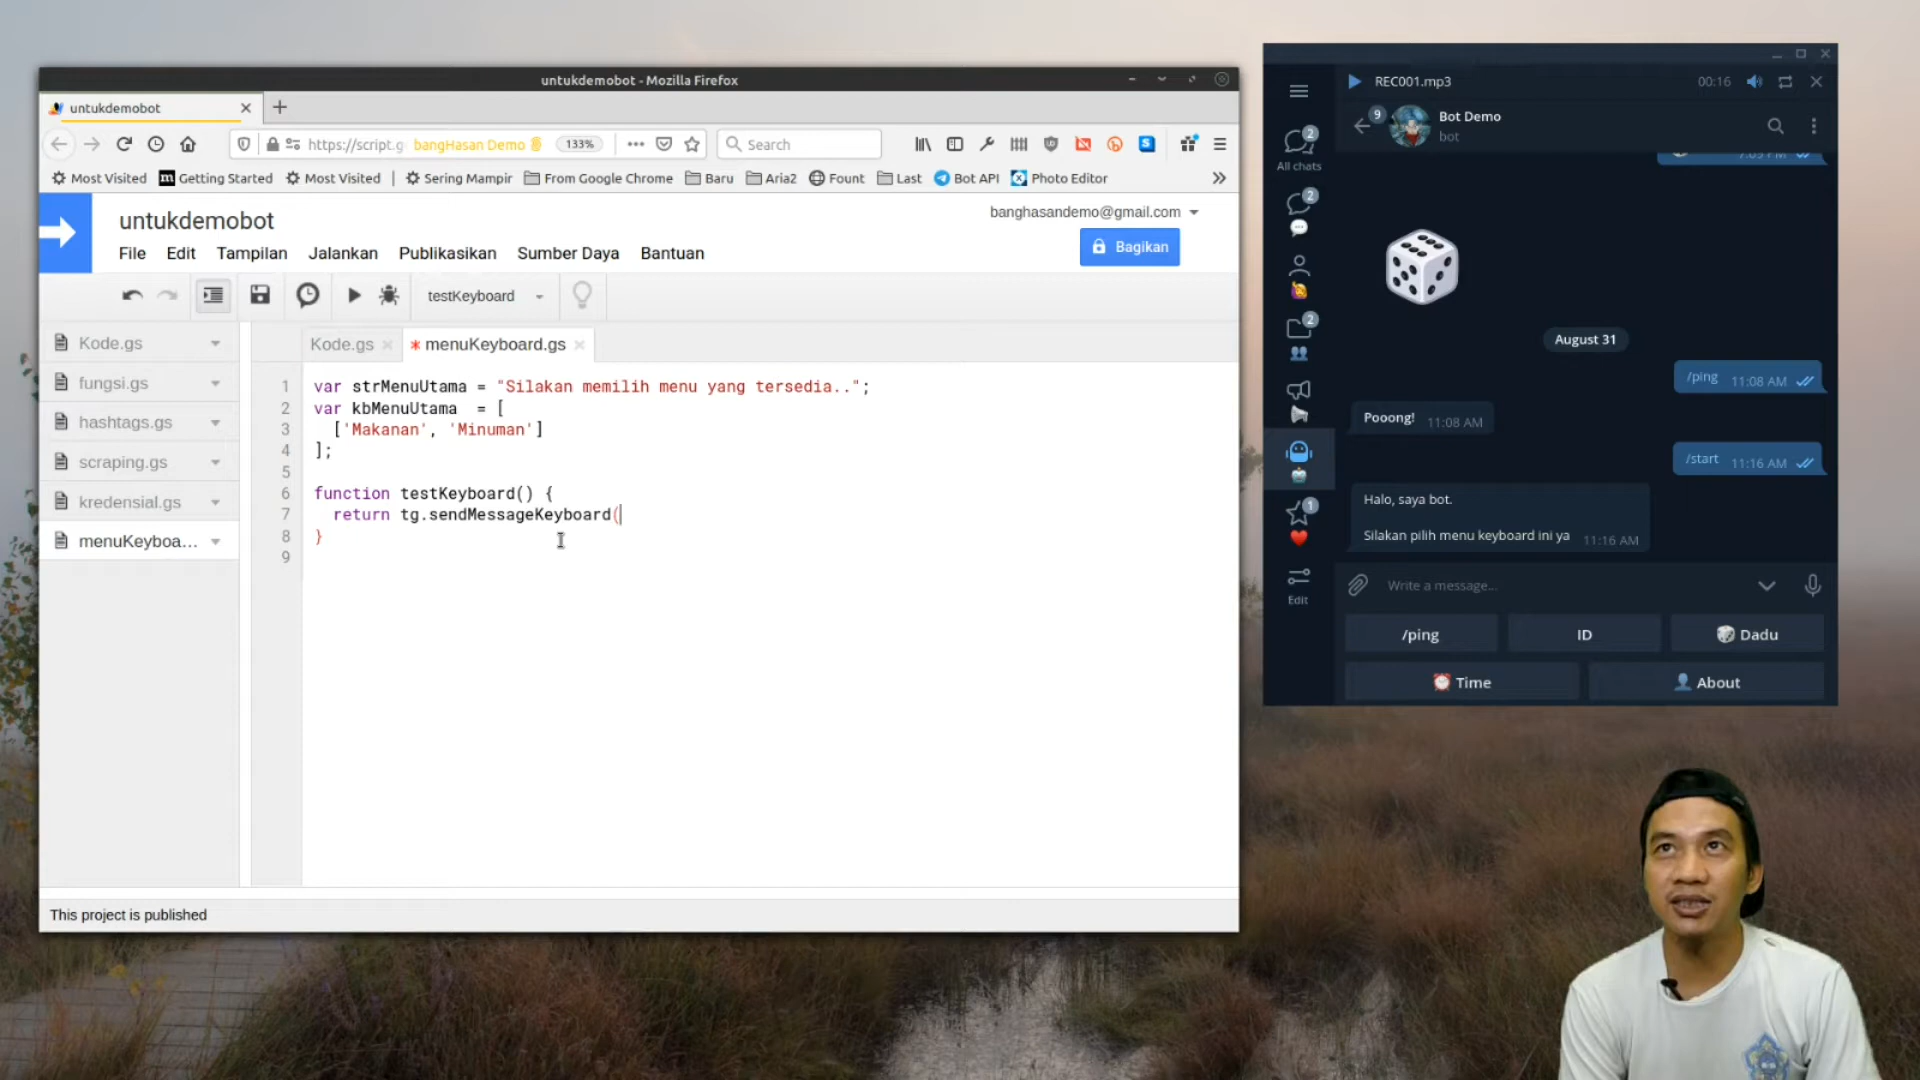 untukdemobot - Mozilla Firefox
untukdemobot
https://script.g bangHasan Demo 133% Search
Most Visited Getting Started Most Visited Sering Mampir From Google Chrome Baru Aria2 Fount Last Bot API Photo Editor
untukdemobot
banghasandemo@gmail.com
File Edit Tampilan Jalankan Publikasikan Sumber Daya Bantuan
Bagikan
testKeyboard
Kode.gs
fungsi.gs
hashtags.gs
scraping.gs
kredensial.gs
menuKeyboa...
Kode.gs * menuKeyboard.gs
1 var strMenuUtama = "Silakan memilih menu yang tersedia..";
2 var kbMenuUtama = [
3 ['Makanan', 'Minuman']
4 ];
5
6 function testKeyboard() {
7 return tg.sendMessageKeyboard(
8 }
9
This project is published
REC001.mp3 00:16
9
Bot Demo
bot
2
All chats
2
2
1
Edit
August 31
/ping 11:08 AM
Pooong! 11:08 AM
/start 11:16 AM
Halo, saya bot.
Silakan pilih menu keyboard ini ya 11:16 AM
Write a message...
/ping ID Dadu
Time About